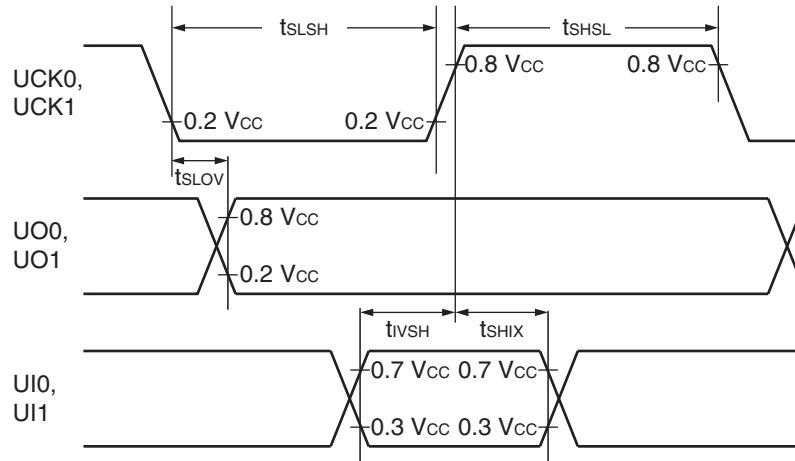 tSLSH
tSHSL
UCK0,
UCK1
0.8 VCC
0.8 VCC
0.2 VCC
0.2 VCC
tSLOV
UO0,
UO1
0.8 VCC
0.2 VCC
tIVSH
tSHIX
UI0,
UI1
0.7 VCC
0.7 VCC
0.3 VCC
0.3 VCC